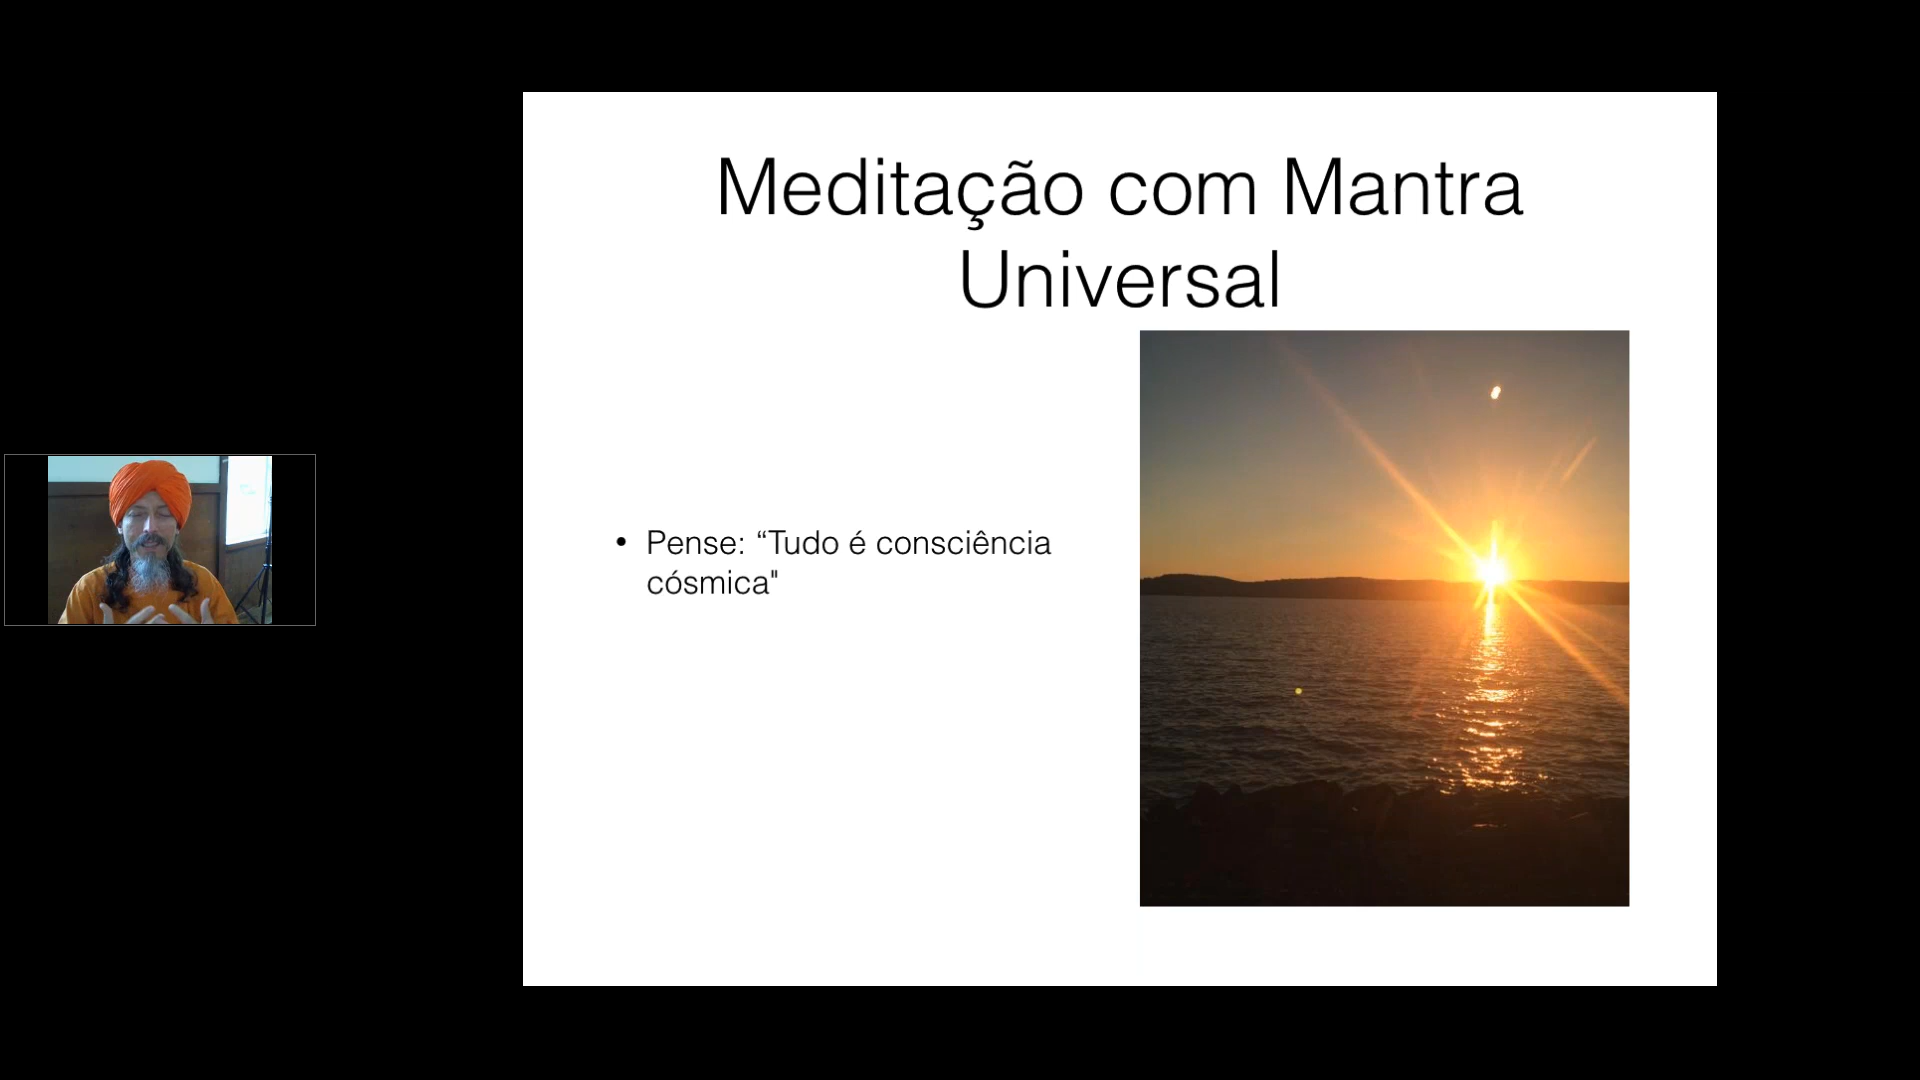 Meditação com Mantra
Universal
• Pense: “Tudo é consciência
cósmica"